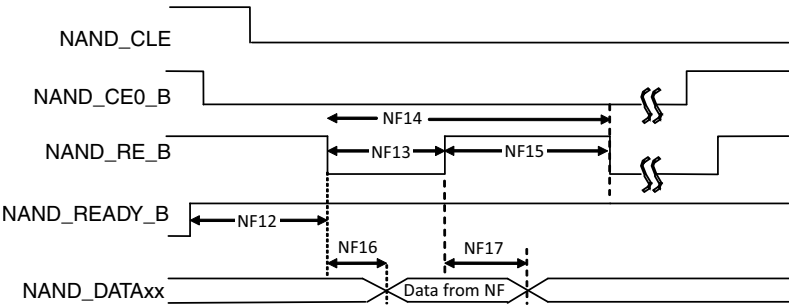 NAND_CLE
NAND_CE0_B
NF14
NAND_RE_B
NF13
NF15
NAND_READY_B
NF12
NF16
NF17
NAND_DATAxx
Data from NF